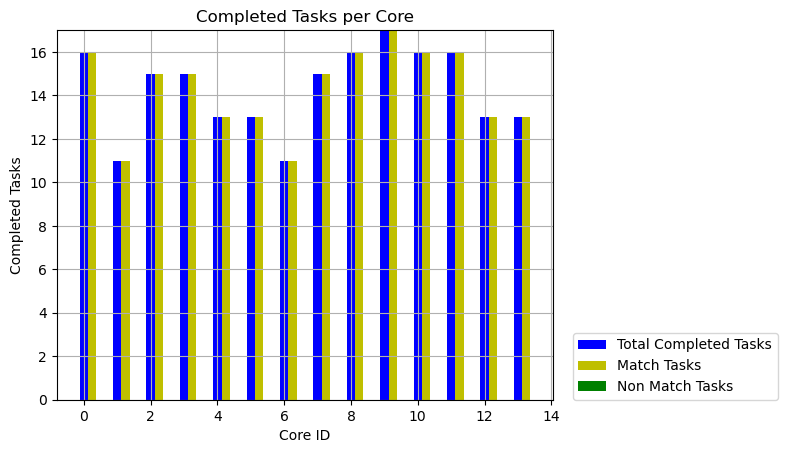 Completed Tasks per Core
16
14
12
10
8
6
4
2
0
Completed Tasks
0 2 4 6 8 10 12 14
Core ID
Total Completed Tasks
Match Tasks
Non Match Tasks